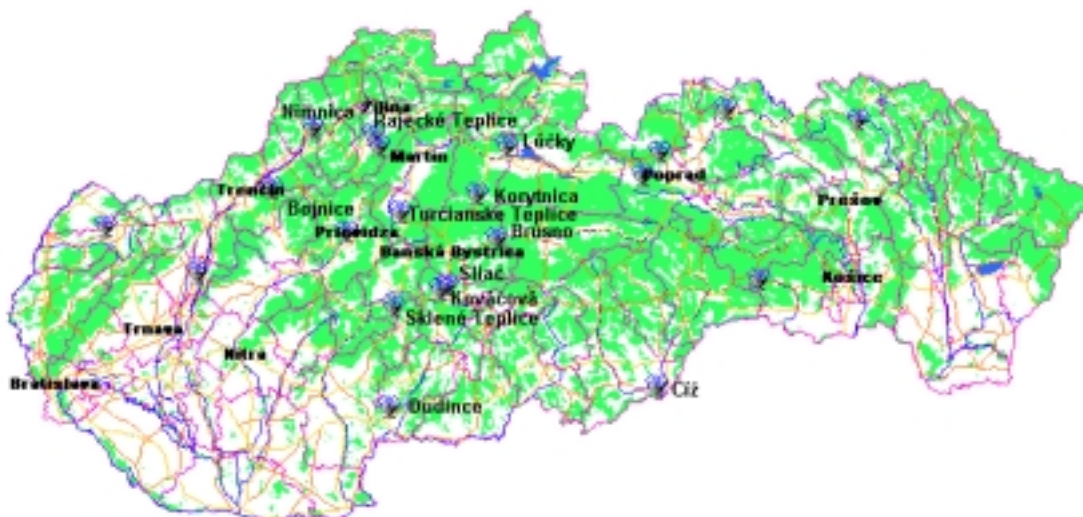 Nimnica
Žilina
Rajecké Teplice
Lúčky
Martin
Poprad
Trenčín
Korytnica
Prešov
Bojnice
Turčianske Teplice
Prievidza
Brusno
Banská Bystrica
Sliač
Košice
Kováčová
Sklené Teplice
Trnava
Nitra
Bratislava
Číž
Dudince